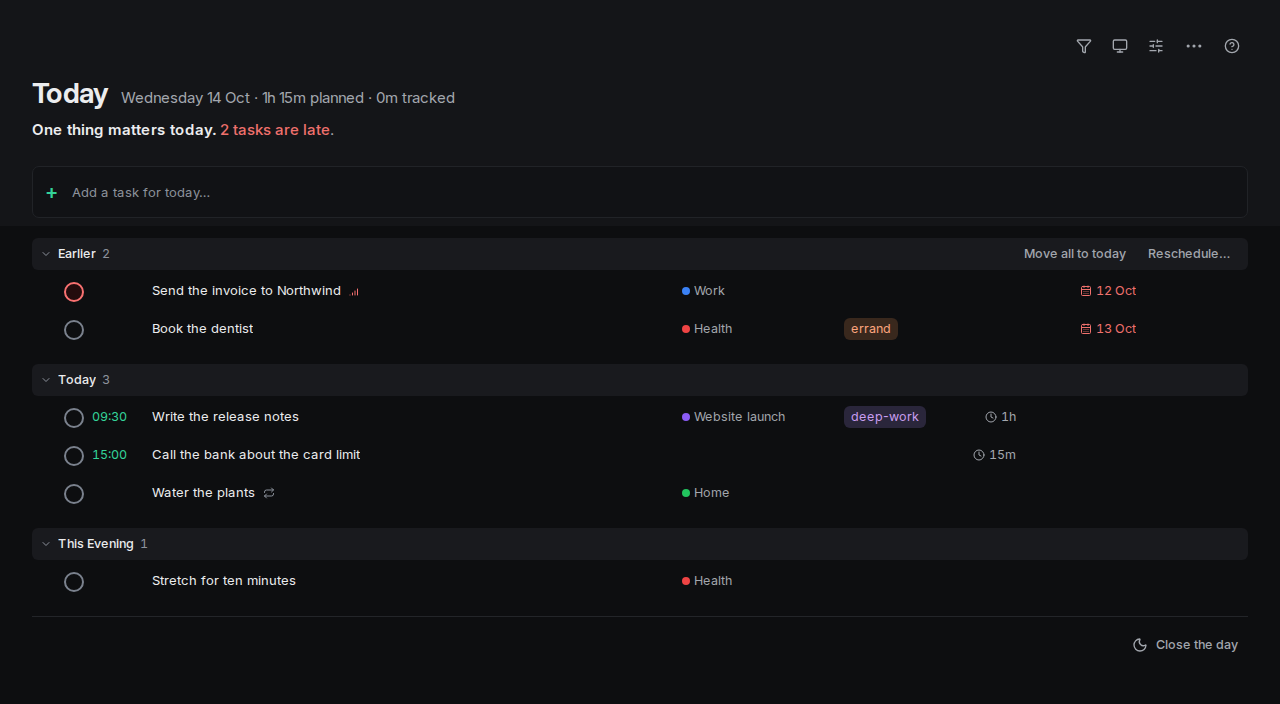 Today Wednesday 14 Oct · 1h 15m planned · 0m tracked
One thing matters today. 2 tasks are late.
+ Add a task for today...
Earlier 2 Move all to today Reschedule...
Send the invoice to Northwind Work 12 Oct
Book the dentist Health errand 13 Oct
Today 3
09:30 Write the release notes Website launch deep-work 1h
15:00 Call the bank about the card limit 15m
Water the plants Home
This Evening 1
Stretch for ten minutes Health
Close the day